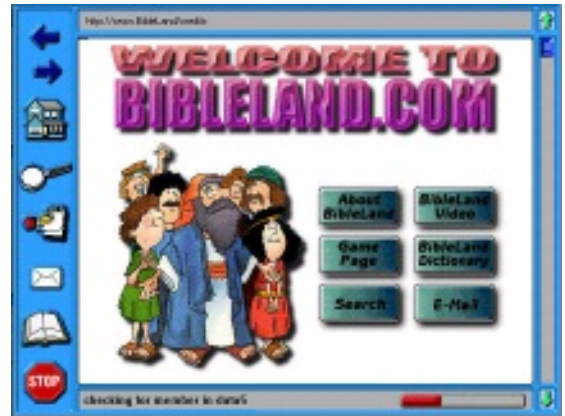 WELCOME TO
BIBLELAND.COM
About
BibleLand
BibleLand
Video
Game
Page
BibleLand
Dictionary
Search
E-Mail
STOP
checking for member in data5